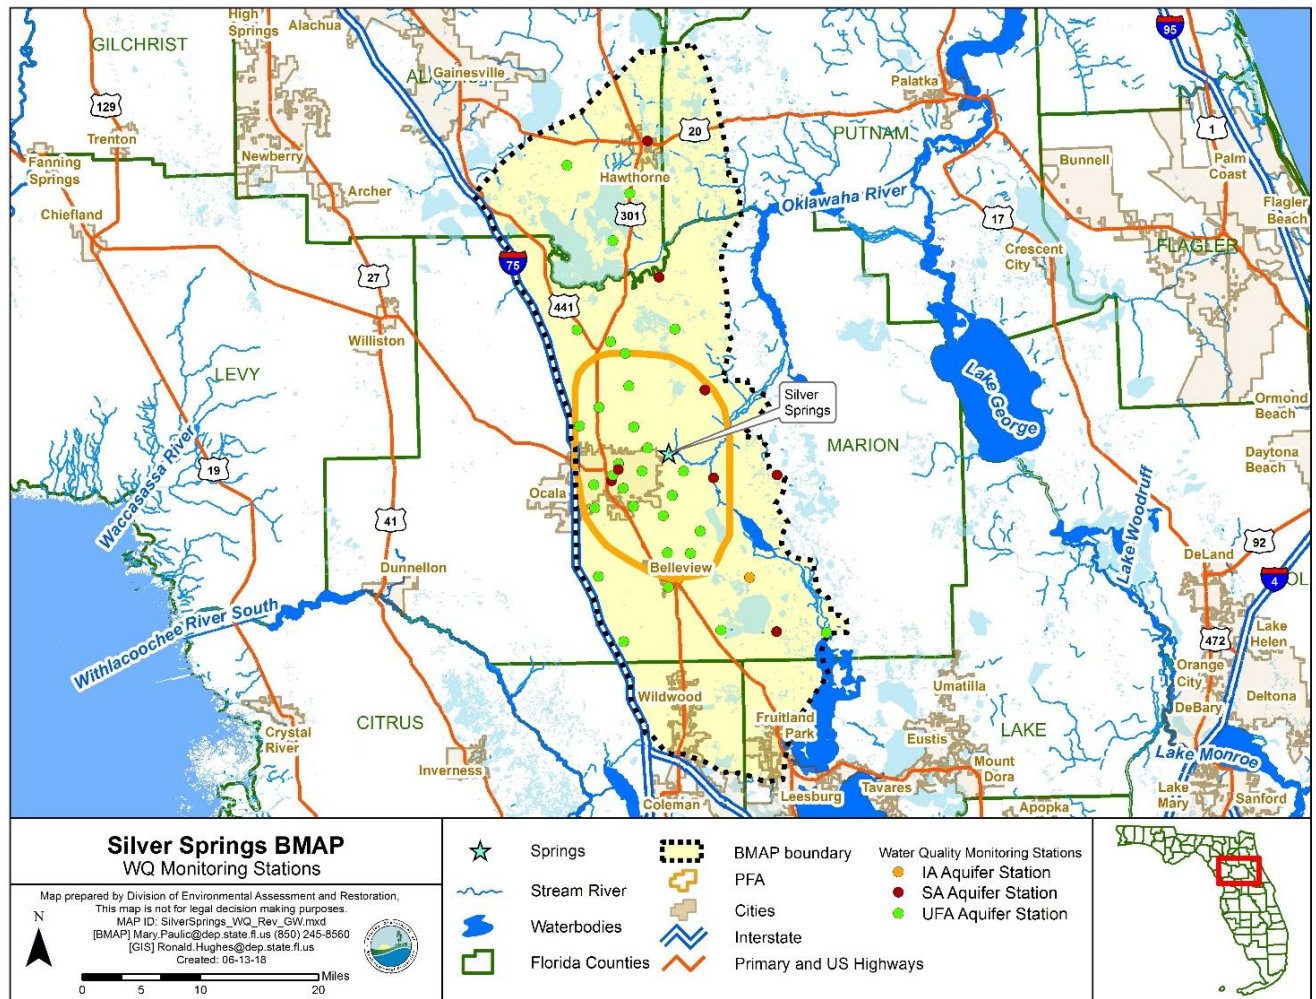 High
Springs
Alachua
GILCHRIST
Gainesville
95
Palatka
129
Trenton
20
PUTNAM
1
Fanning
Springs
Newberry
Archer
Hawthorne
Bunnell
Palm
Coast
Chiefland
301
Oklawaha River
17
Flagler
Beach
75
Crescent
City
FLAGLER
27
441
Williston
LEVY
Silver
Springs
Lake George
Ormond
Beach
MARION
Waccasassa River
19
Daytona
Beach
Ocala
41
Lake Woodruff
92
DeLand
Dunnellon
Belleview
4
Withlacoochee River South
472
Lake
Helen
Orange
City
Wildwood
Umatilla
Deltona
DeBary
CITRUS
Crystal
River
Fruitland
Park
Eustis
LAKE
Lake Monroe
Inverness
Mount
Dora
Coleman
Leesburg
Tavares
Apopka
Lake
Mary
Sanford
Silver Springs BMAP
WQ Monitoring Stations
Map prepared by Division of Environmental Assessment and Restoration,
This map is not for legal decision making purposes.
MAP ID: SilverSprings_WQ_Rev_GW.mxd
[BMAP] Mary.Paulic@dep.state.fl.us (850) 245-8560
[GIS] Ronald.Hughes@dep.state.fl.us
Created: 06-13-18
N
Miles
0 5 10 20
Springs
Stream River
Waterbodies
Florida Counties
BMAP boundary
PFA
Cities
Interstate
Primary and US Highways
Water Quality Monitoring Stations
IA Aquifer Station
SA Aquifer Station
UFA Aquifer Station